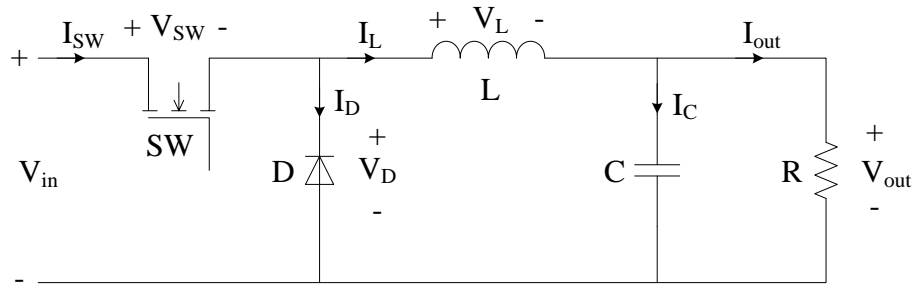 + I_SW + V_SW - I_L + V_L - I_out
L
I_D I_C
SW + +
V_in D V_D C R V_out
- -
-